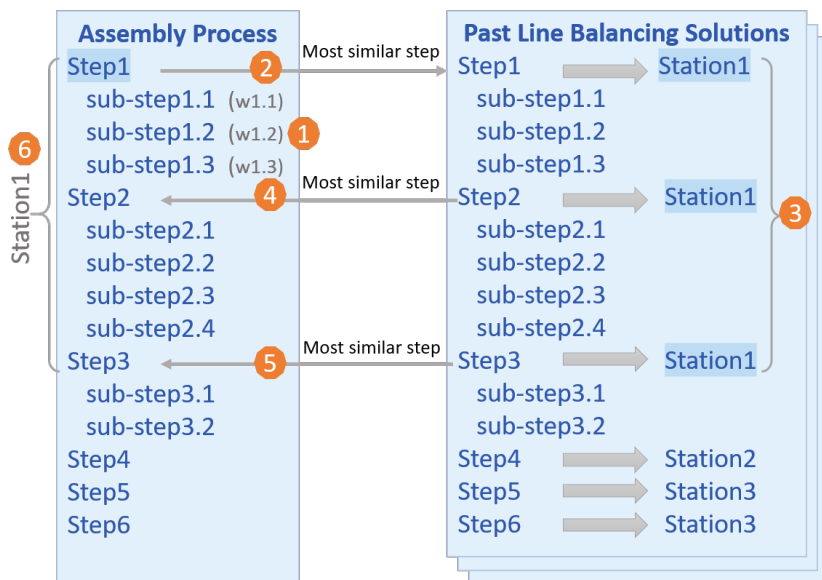 Assembly Process
Step1
sub-step1.1 (w1.1)
sub-step1.2 (w1.2)
sub-step1.3 (w1.3)
Step2
sub-step2.1
sub-step2.2
sub-step2.3
sub-step2.4
Step3
sub-step3.1
sub-step3.2
Step4
Step5
Step6
6
Station1
1
2
Most similar step
4
Most similar step
5
Most similar step
Past Line Balancing Solutions
Step1 Station1
sub-step1.1
sub-step1.2
sub-step1.3
Step2 Station1
sub-step2.1
sub-step2.2
sub-step2.3
sub-step2.4
Step3 Station1
sub-step3.1
sub-step3.2
Step4 Station2
Step5 Station3
Step6 Station3
3